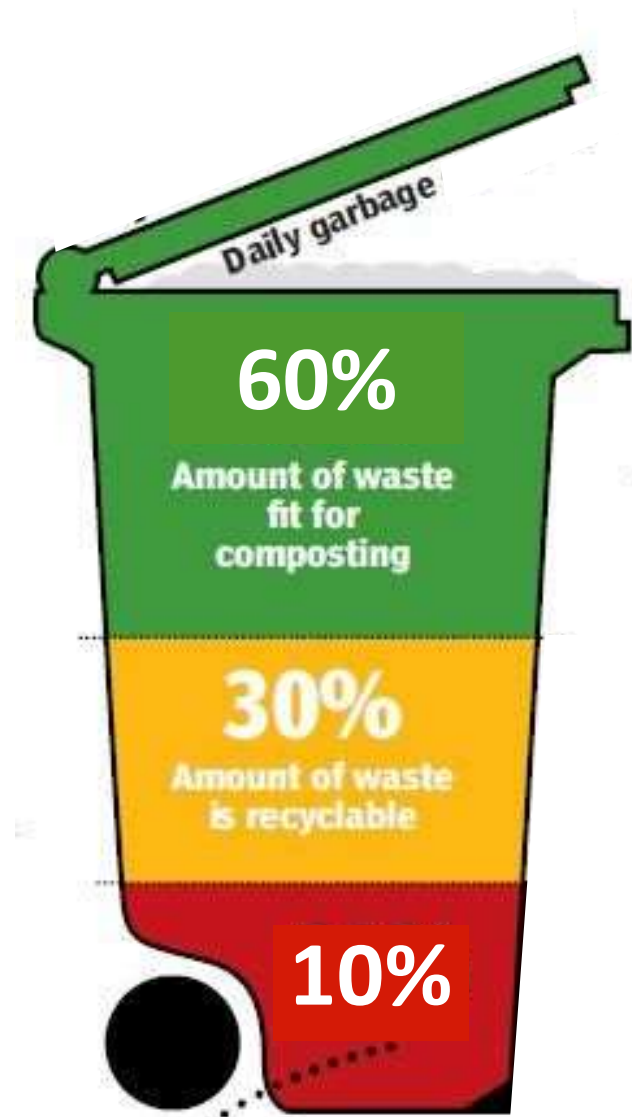 Daily garbage
60%
Amount of waste
fit for
composting
30%
Amount of waste
is recyclable
10%